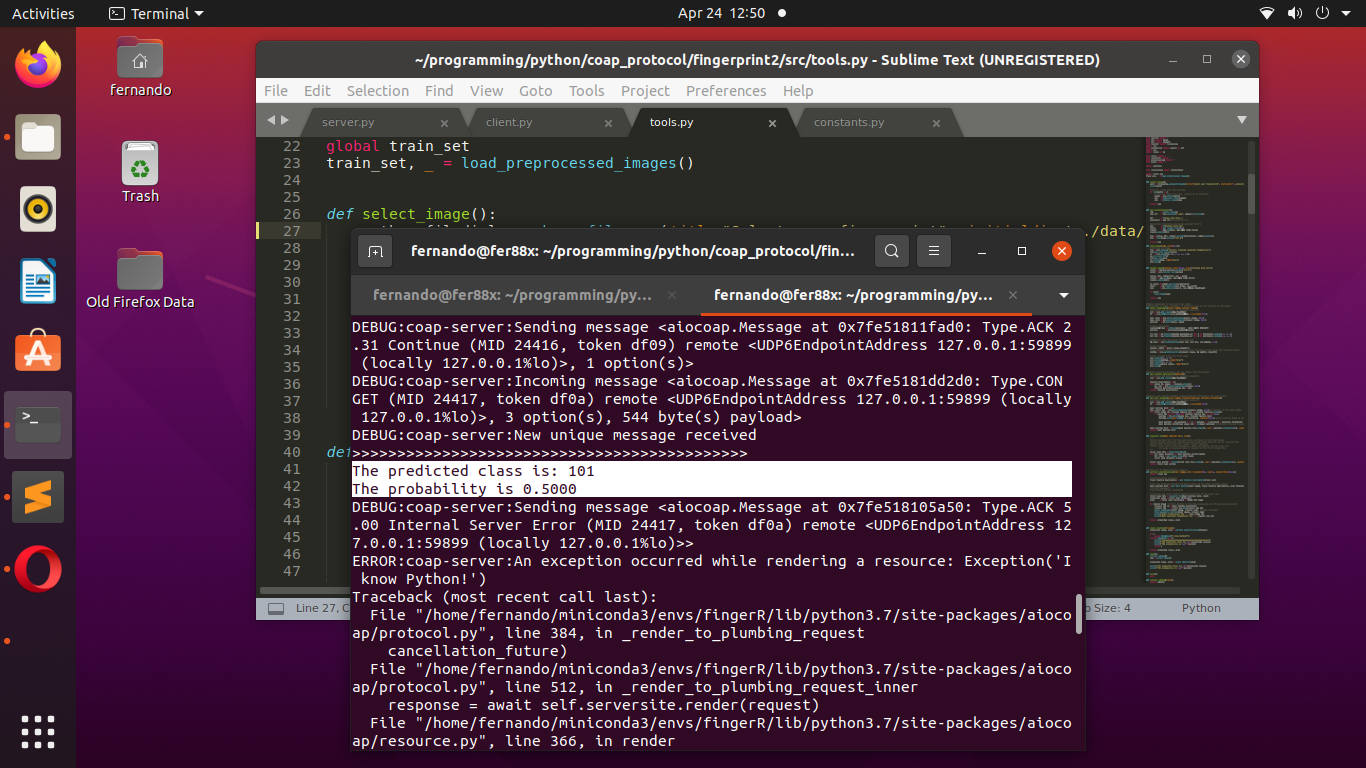 Activities
Terminal
Apr 24 12:50
fernando
Trash
Old Firefox Data
~/programming/python/coap_protocol/fingerprint2/src/tools.py - Sublime Text (UNREGISTERED)
File Edit Selection Find View Goto Tools Project Preferences Help
server.py
client.py
tools.py
constants.py
22 global train_set
23 train_set, _ = load_preprocessed_images()
24
25
26 def select_image():
27
28
29
30
31
32
33
34
35
36
37
38
39
40 def
41
42
43
44
45
46
47
./data/
Line 27, C
Size: 4
Python
fernando@fer88x: ~/programming/python/coap_protocol/fin...
fernando@fer88x: ~/programming/py...
fernando@fer88x: ~/programming/py...
DEBUG:coap-server:Sending message <aiocoap.Message at 0x7fe51811fad0: Type.ACK 2
.31 Continue (MID 24416, token df09) remote <UDP6EndpointAddress 127.0.0.1:59899
(locally 127.0.0.1%lo)>, 1 option(s)>
DEBUG:coap-server:Incoming message <aiocoap.Message at 0x7fe5181dd2d0: Type.CON
GET (MID 24417, token df0a) remote <UDP6EndpointAddress 127.0.0.1:59899 (locally
127.0.0.1%lo)>, 3 option(s), 544 byte(s) payload>
DEBUG:coap-server:New unique message received
>>>>>>>>>>>>>>>>>>>>>>>>>>>>>>>>>>>>>>>>>>>>
The predicted class is: 101
The probability is 0.5000
DEBUG:coap-server:Sending message <aiocoap.Message at 0x7fe518105a50: Type.ACK 5
.00 Internal Server Error (MID 24417, token df0a) remote <UDP6EndpointAddress 12
7.0.0.1:59899 (locally 127.0.0.1%lo)>>
ERROR:coap-server:An exception occurred while rendering a resource: Exception('I
know Python!')
Traceback (most recent call last):
File "/home/fernando/miniconda3/envs/fingerR/lib/python3.7/site-packages/aioco
ap/protocol.py", line 384, in _render_to_plumbing_request
cancellation_future)
File "/home/fernando/miniconda3/envs/fingerR/lib/python3.7/site-packages/aioco
ap/protocol.py", line 512, in _render_to_plumbing_request_inner
response = await self.serversite.render(request)
File "/home/fernando/miniconda3/envs/fingerR/lib/python3.7/site-packages/aioco
ap/resource.py", line 366, in render